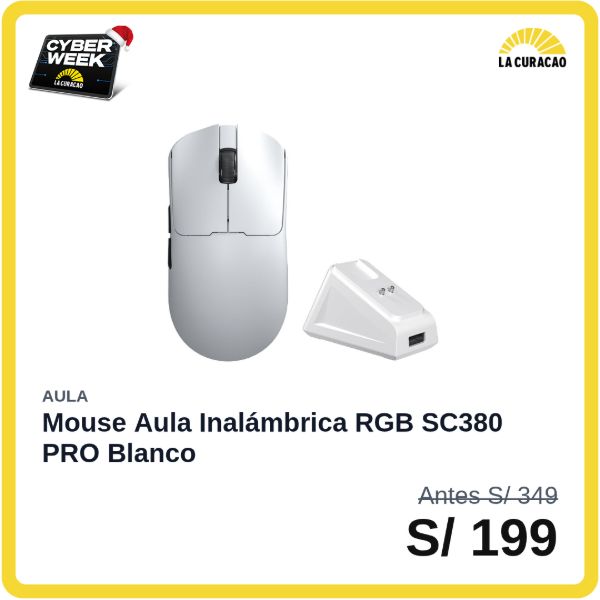 CYBER
WEEK
LA CURACAO
LA CURACAO
AULA
Mouse Aula Inalámbrica RGB SC380
PRO Blanco
Antes S/ 349
S/ 199